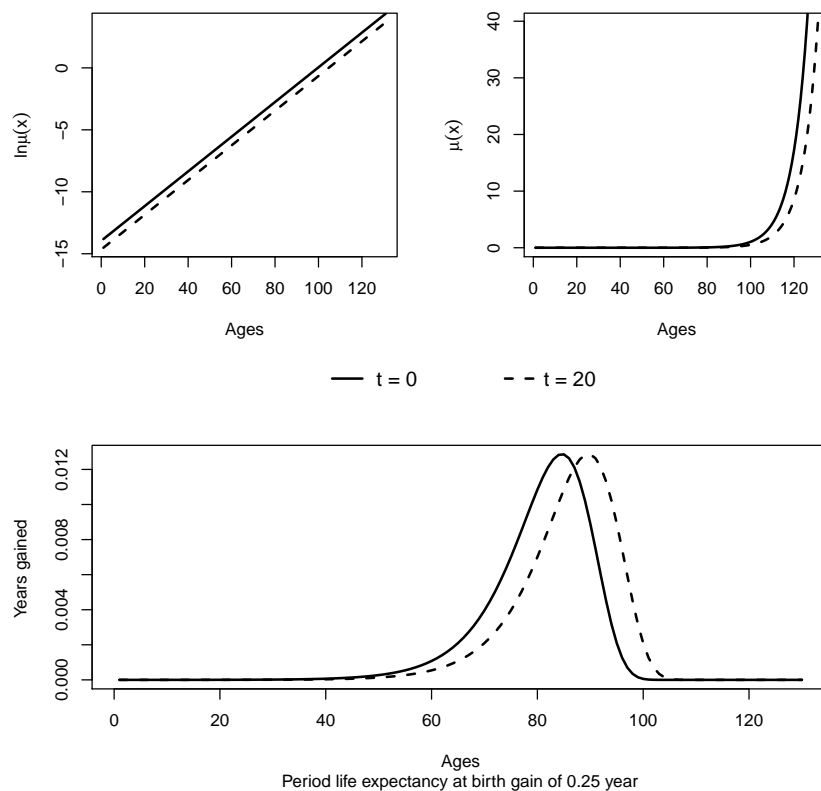 lnμ(x)
0
−5
−10
−15
0 20 40 60 80 100 120
Ages
μ(x)
40
30
20
10
0
0 20 40 60 80 100 120
Ages
t = 0 t = 20
Years gained
0.012
0.008
0.004
0.000
0 20 40 60 80 100 120
Ages
Period life expectancy at birth gain of 0.25 year